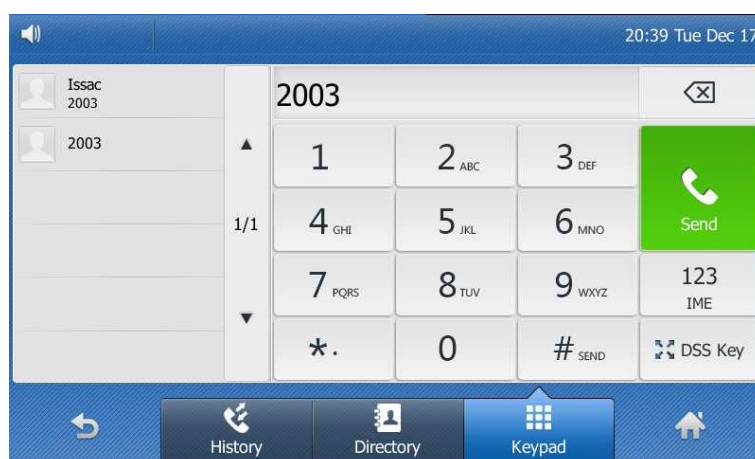 20:39 Tue Dec 17
Issac
2003
2003
1/1
2003
1
2 ABC
3 DEF
Send
4 GHI
5 JKL
6 MNO
7 PQRS
8 TUV
9 WXYZ
123
IME
*.
0
# SEND
DSS Key
History
Directory
Keypad